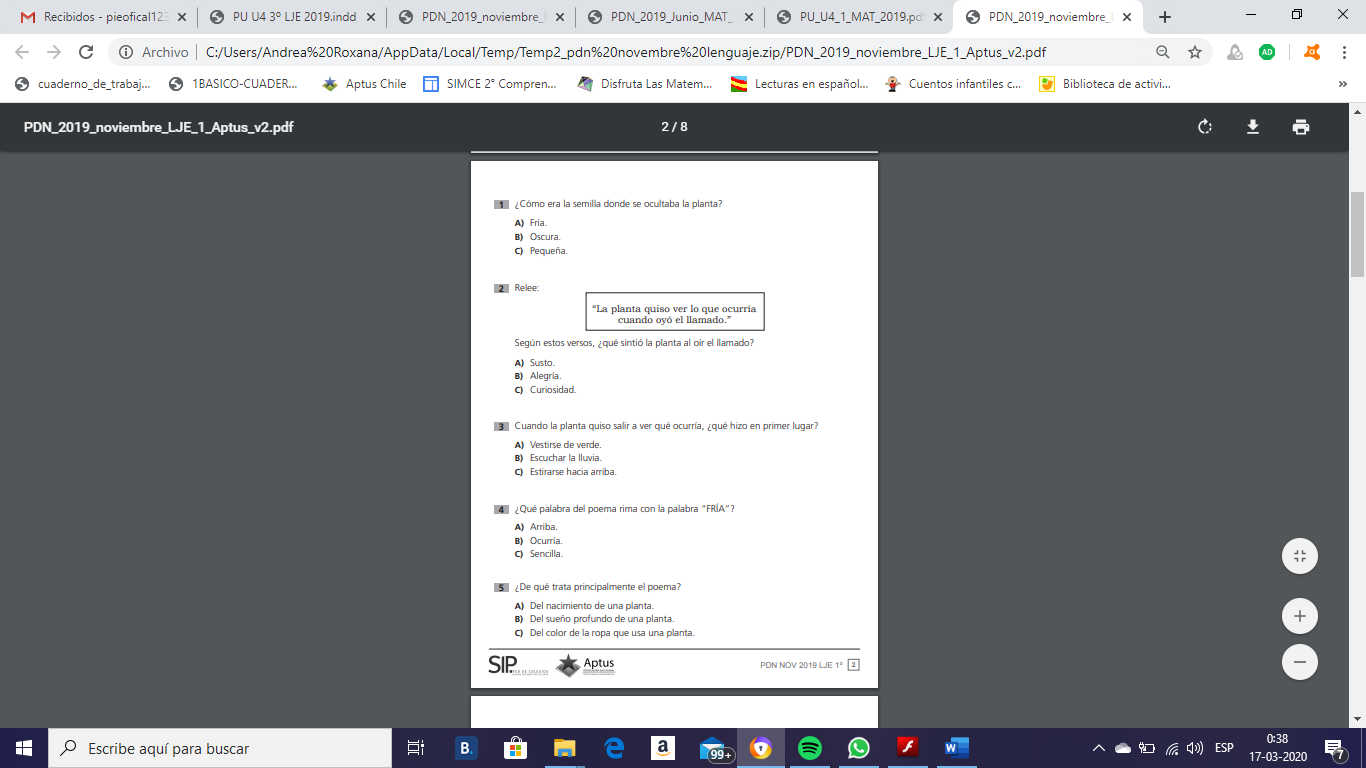 Recibidos - pieofical123
PU U4 3º LJE 2019.indd
PDN_2019_noviembre_
PDN_2019_Junio_MAT_
PU_U4_1_MAT_2019.pdf
PDN_2019_noviembre_
Archivo
C:/Users/Andrea%20Roxana/AppData/Local/Temp/Temp2_pdn%20novembre%20lenguaje.zip/PDN_2019_noviembre_LJE_1_Aptus_v2.pdf
AD
cuaderno_de_trabaj...
1BASICO-CUADER...
Aptus Chile
SIMCE 2° Compren...
Disfruta Las Matem...
Lecturas en español...
Cuentos infantiles c...
Biblioteca de activi...
»
PDN_2019_noviembre_LJE_1_Aptus_v2.pdf
2 / 8
1 ¿Cómo era la semilla donde se ocultaba la planta?
A) Fría.
B) Oscura.
C) Pequeña.
2 Relee:
“La planta quiso ver lo que ocurría
cuando oyó el llamado.”
Según estos versos, ¿qué sintió la planta al oír el llamado?
A) Susto.
B) Alegría.
C) Curiosidad.
3 Cuando la planta quiso salir a ver qué ocurría, ¿qué hizo en primer lugar?
A) Vestirse de verde.
B) Escuchar la lluvia.
C) Estirarse hacia arriba.
4 ¿Qué palabra del poema rima con la palabra “FRÍA”?
A) Arriba.
B) Ocurría.
C) Sencilla.
5 ¿De qué trata principalmente el poema?
A) Del nacimiento de una planta.
B) Del sueño profundo de una planta.
C) Del color de la ropa que usa una planta.
SIP
Aptus
PDN NOV 2019 LJE 1º 2
Escribe aquí para buscar
B.
a
99+
ESP
0:38
17-03-2020
7